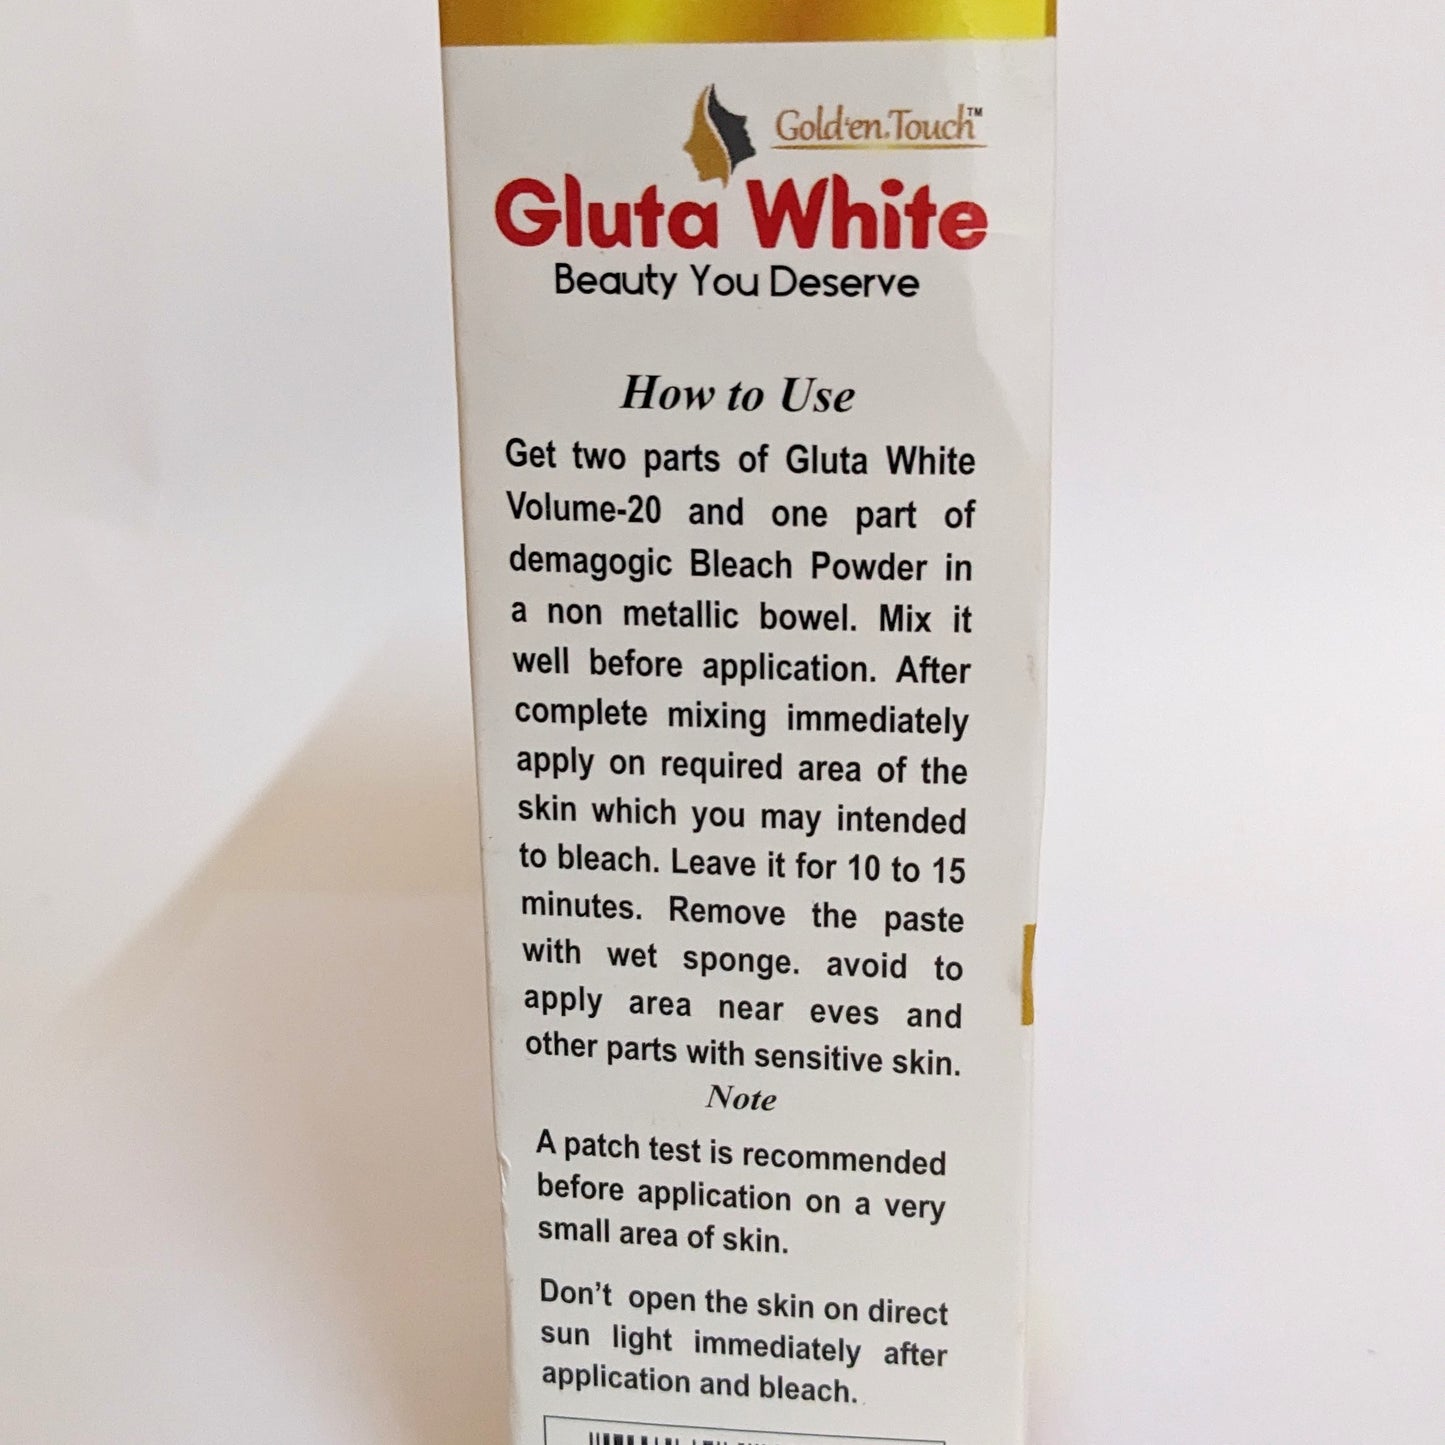 Gold'en.Touch™
Gluta White
Beauty You Deserve
How to Use
Get two parts of Gluta White
Volume-20 and one part of
demagogic Bleach Powder in
a non metallic bowel. Mix it
well before application. After
complete mixing immediately
apply on required area of the
skin which you may intended
to bleach. Leave it for 10 to 15
minutes. Remove the paste
with wet sponge. avoid to
apply area near eves and
other parts with sensitive skin.
Note
A patch test is recommended
before application on a very
small area of skin.
Don't open the skin on direct
sun light immediately after
application and bleach.